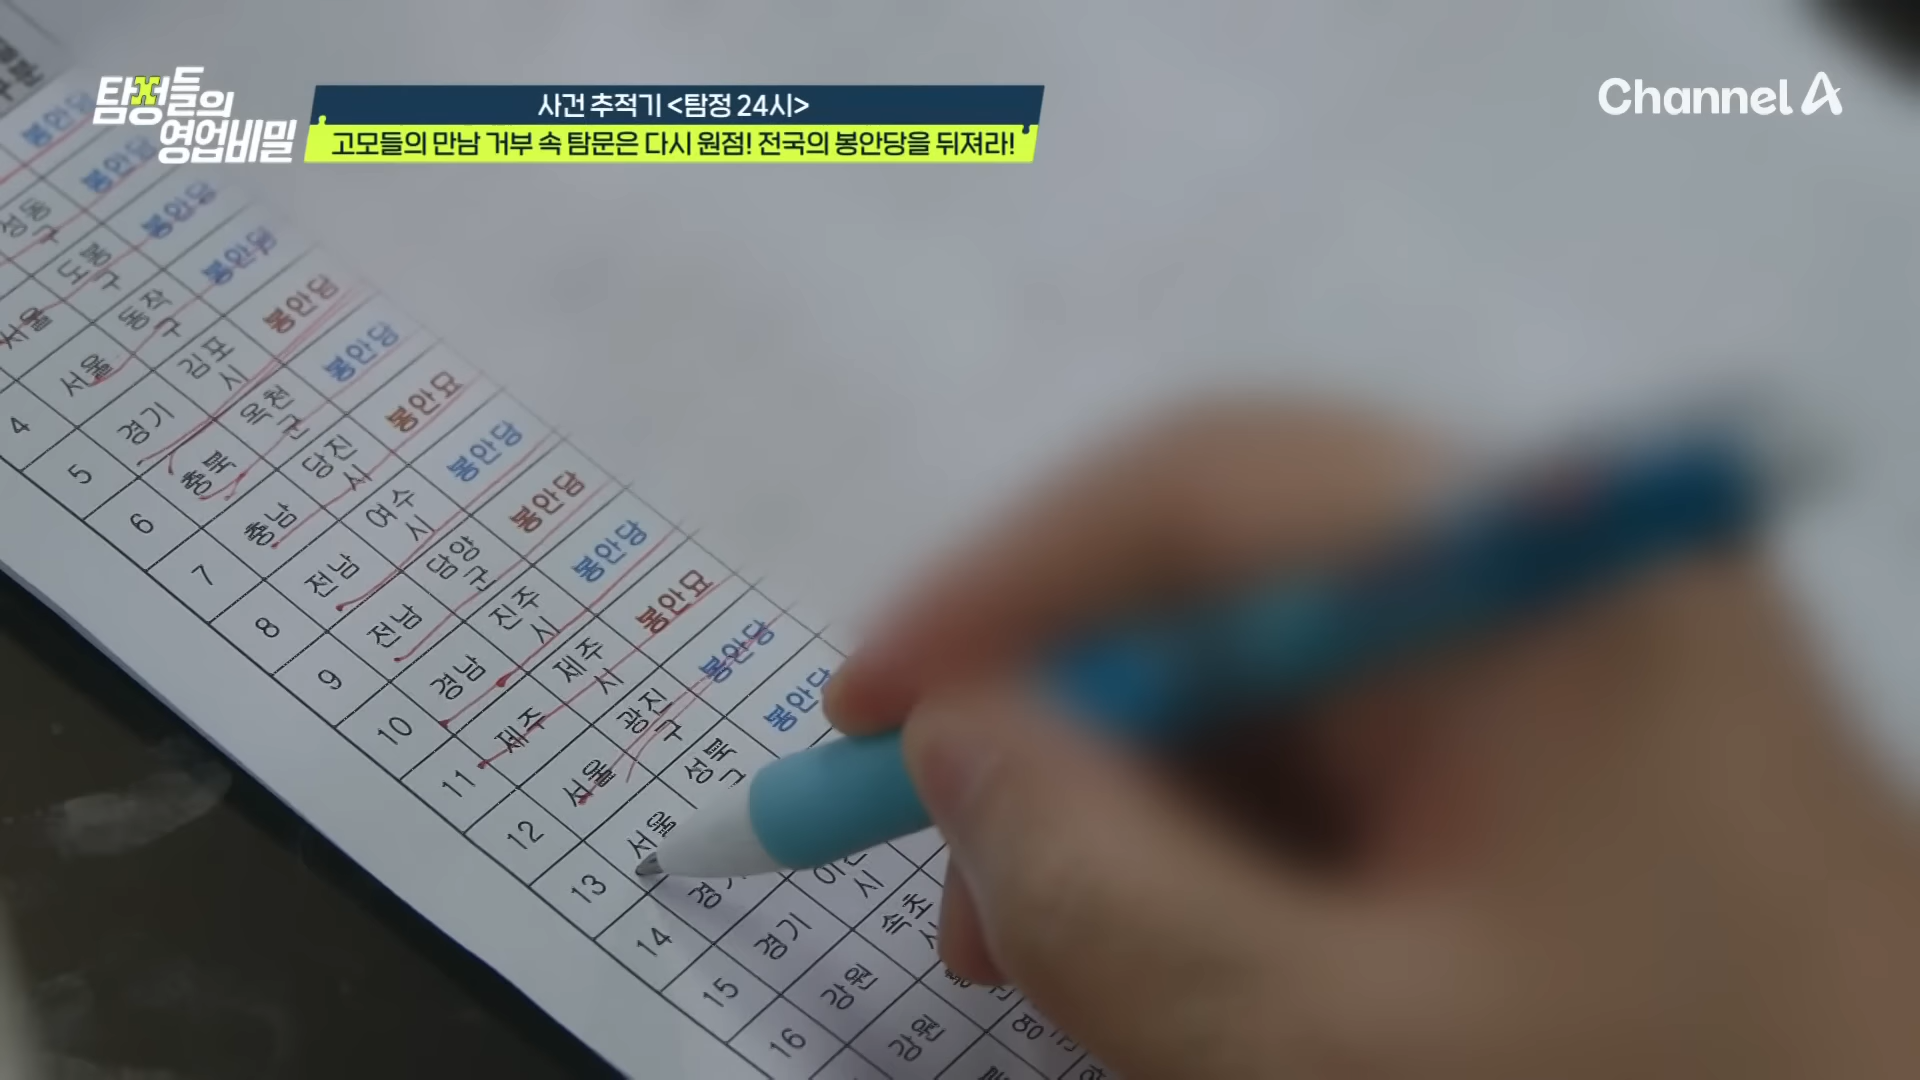 탐정들의
영업비밀
사건 추적기 <탐정 24시>
고모들의 만남 거부 속 탐문은 다시 원점! 전국의 봉안당을 뒤져라!
Channel A
봉안당
봉안당
성동구 봉안당
서울 도봉구 봉안당
4 서울 동작구 봉안당
5 경기 김포시 봉안당
6 충북 옥천군 봉안묘
7 충남 당진시 봉안당
8 전남 여수시 봉안당
9 전남 담양군 봉안당
10 경남 진주시 봉안묘
11 제주 제주시 봉안당
12 서울 광진구 봉안당
13 서울 성북구
14 경기
15 경기 시
16 강원 속초시
강원